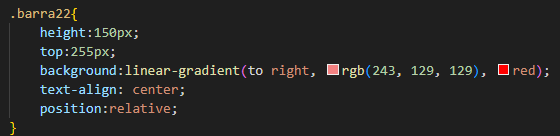 .barra22{
height:150px;
top:255px;
background:linear-gradient(to right, rgb(243, 129, 129), red);
text-align: center;
position:relative;
}